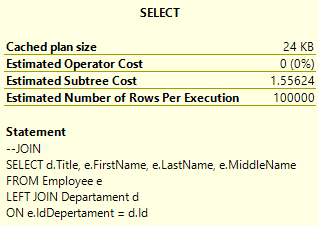 SELECT
Cached plan size 24 KB
Estimated Operator Cost 0 (0%)
Estimated Subtree Cost 1.55624
Estimated Number of Rows Per Execution 100000
Statement
--JOIN
SELECT d.Title, e.FirstName, e.LastName, e.MiddleName
FROM Employee e
LEFT JOIN Departament d
ON e.IdDepertament = d.Id